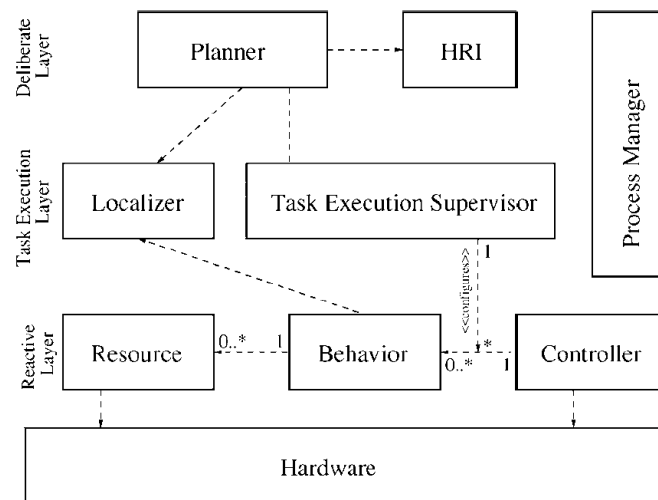 Deliberate
Layer
Planner
HRI
Process Manager
Task Execution
Layer
Localizer
Task Execution Supervisor
1
<<configures>>
Reactive
Layer
Resource
0..*
1
Behavior
0..*
*
1
Controller
Hardware